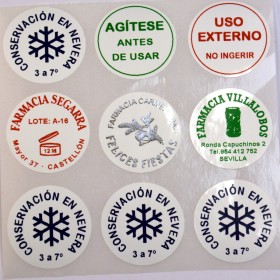 CONSERVACIÓN EN NEVERA
3 a 7º
AGÍTESE
ANTES
DE USAR
USO
EXTERNO
NO INGERIR
FARMACIA SEGARRA
LOTE: A-16
12 16
Mayor 37 - CASTELLÓN
FARMACIA
FELICES FIESTAS
FARMACIA VILLALOBOS
Ronda Capuchinos 2
Tel. 954 412 752
SEVILLA
CONSERVACIÓN EN NEVERA
3 a 7º
CONSERVACIÓN EN NEVERA
3 a 7º
CONSERVACIÓN EN NEVERA
3 a 7º